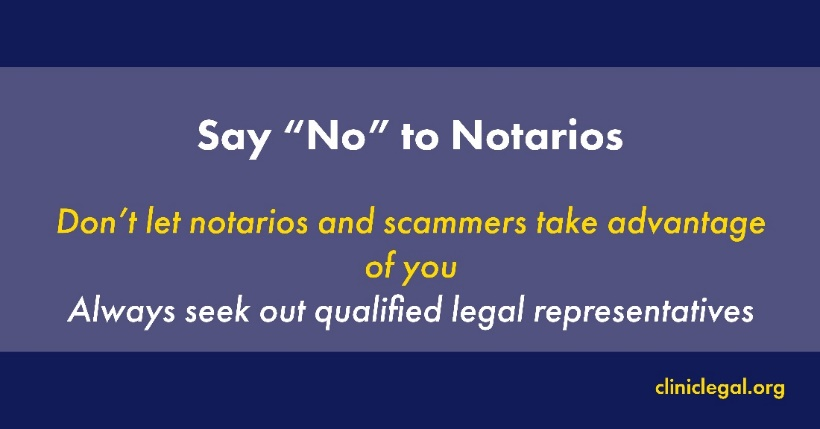 Say “No” to Notarios
Don’t let notarios and scammers take advantage
of you
Always seek out qualified legal representatives
cliniclegal.org